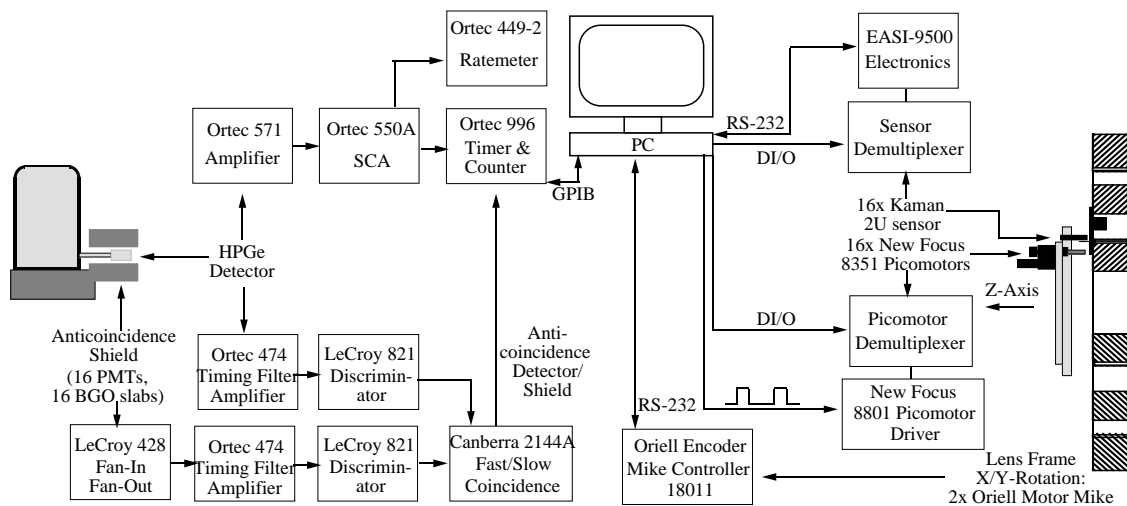 Ortec 449-2
Ratemeter
EASI-9500
Electronics
Ortec 571
Amplifier
Ortec 550A
SCA
Ortec 996
Timer &
Counter
PC
RS-232
DI/O
GPIB
Sensor
Demultiplexer
16x Kaman
2U sensor
16x New Focus
8351 Picomotors
Z-Axis
HPGe
Detector
Anticoincidence
Shield
(16 PMTs,
16 BGO slabs)
Ortec 474
Timing Filter
Amplifier
LeCroy 821
Discrimin-
ator
Anti-
coincidence
Detector/
Shield
DI/O
Picomotor
Demultiplexer
New Focus
8801 Picomotor
Driver
RS-232
LeCroy 428
Fan-In
Fan-Out
Ortec 474
Timing Filter
Amplifier
LeCroy 821
Discrimin-
ator
Canberra 2144A
Fast/Slow
Coincidence
Oriell Encoder
Mike Controller
18011
Lens Frame
X/Y-Rotation:
2x Oriell Motor Mike